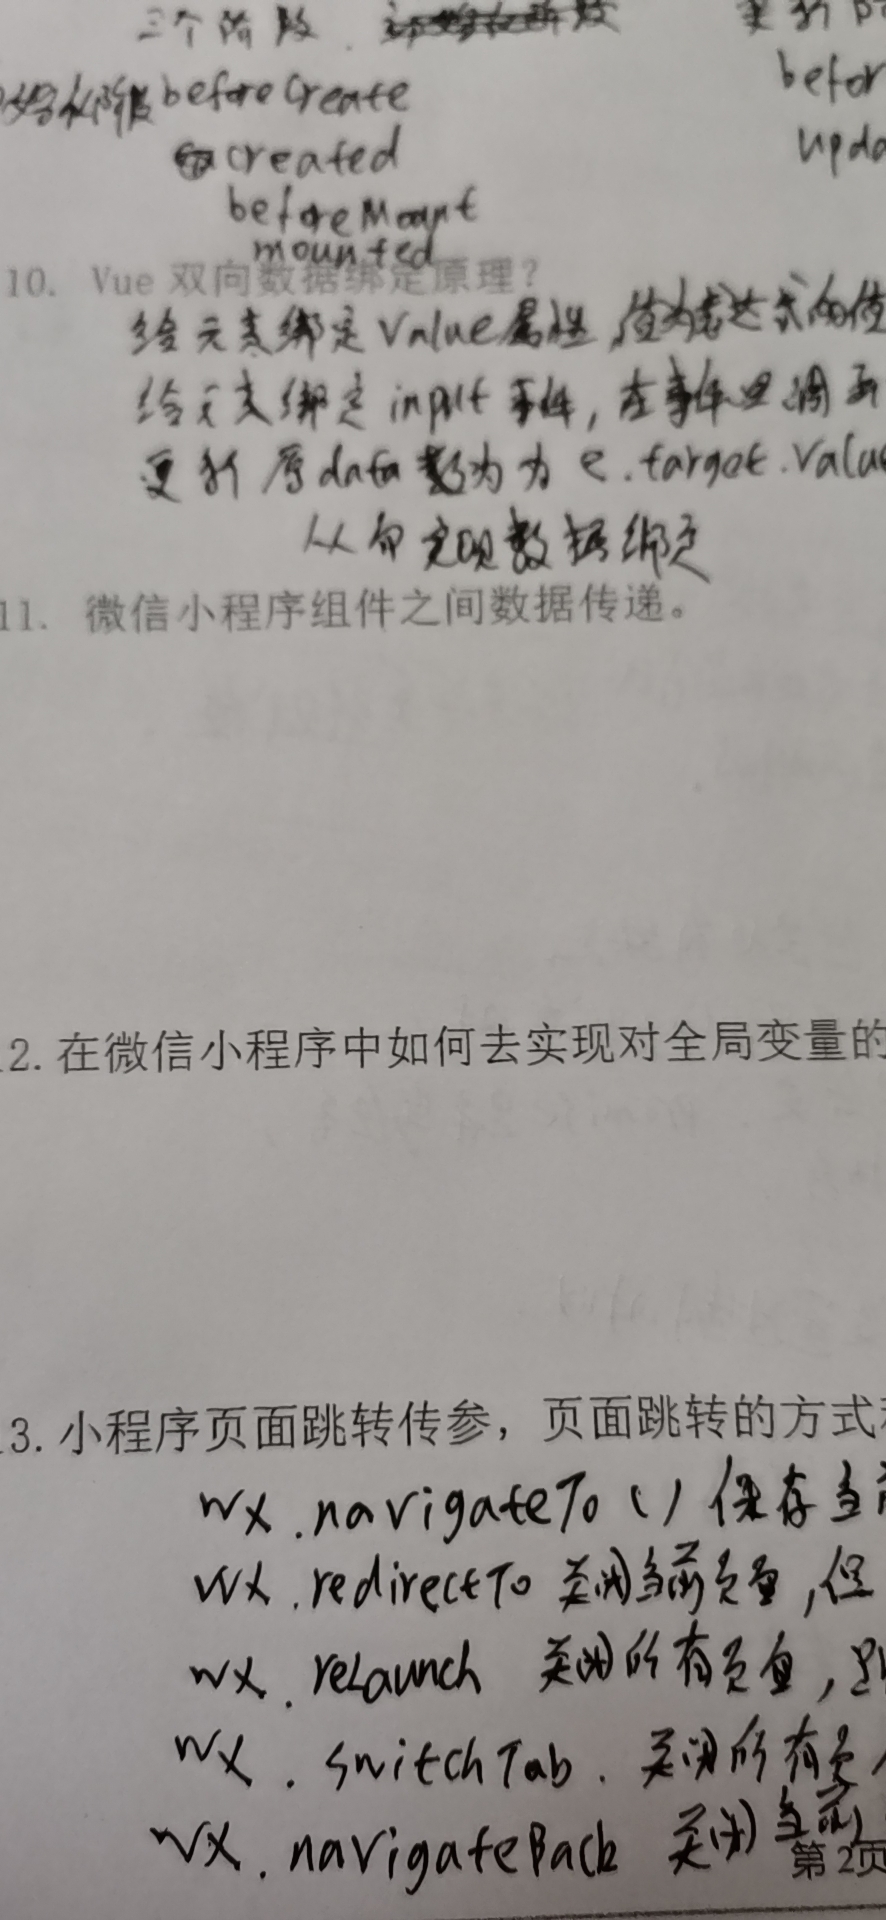 三个阶段. 更新阶
初始化阶段 beforeCreate befor
created upda
beforeMount
mounted
10. Vue 双向数据绑定原理？
给元素绑定 value 属性，值为表达式的值
给元素绑定 input 事件，在事件里
更新原 data 数为 为 e.target.value
从而实现数据绑定
11. 微信小程序组件之间数据传递。
2. 在微信小程序中如何去实现对全局变量的
3. 小程序页面跳转传参，页面跳转的方式
wx.navigateTo () 保存当前
wx.redirectTo 关闭当前页面,但
wx.reLaunch 关闭所有页面,
wx.switchTab. 关闭所有页
wx.navigateBack 关闭当前
第 2页